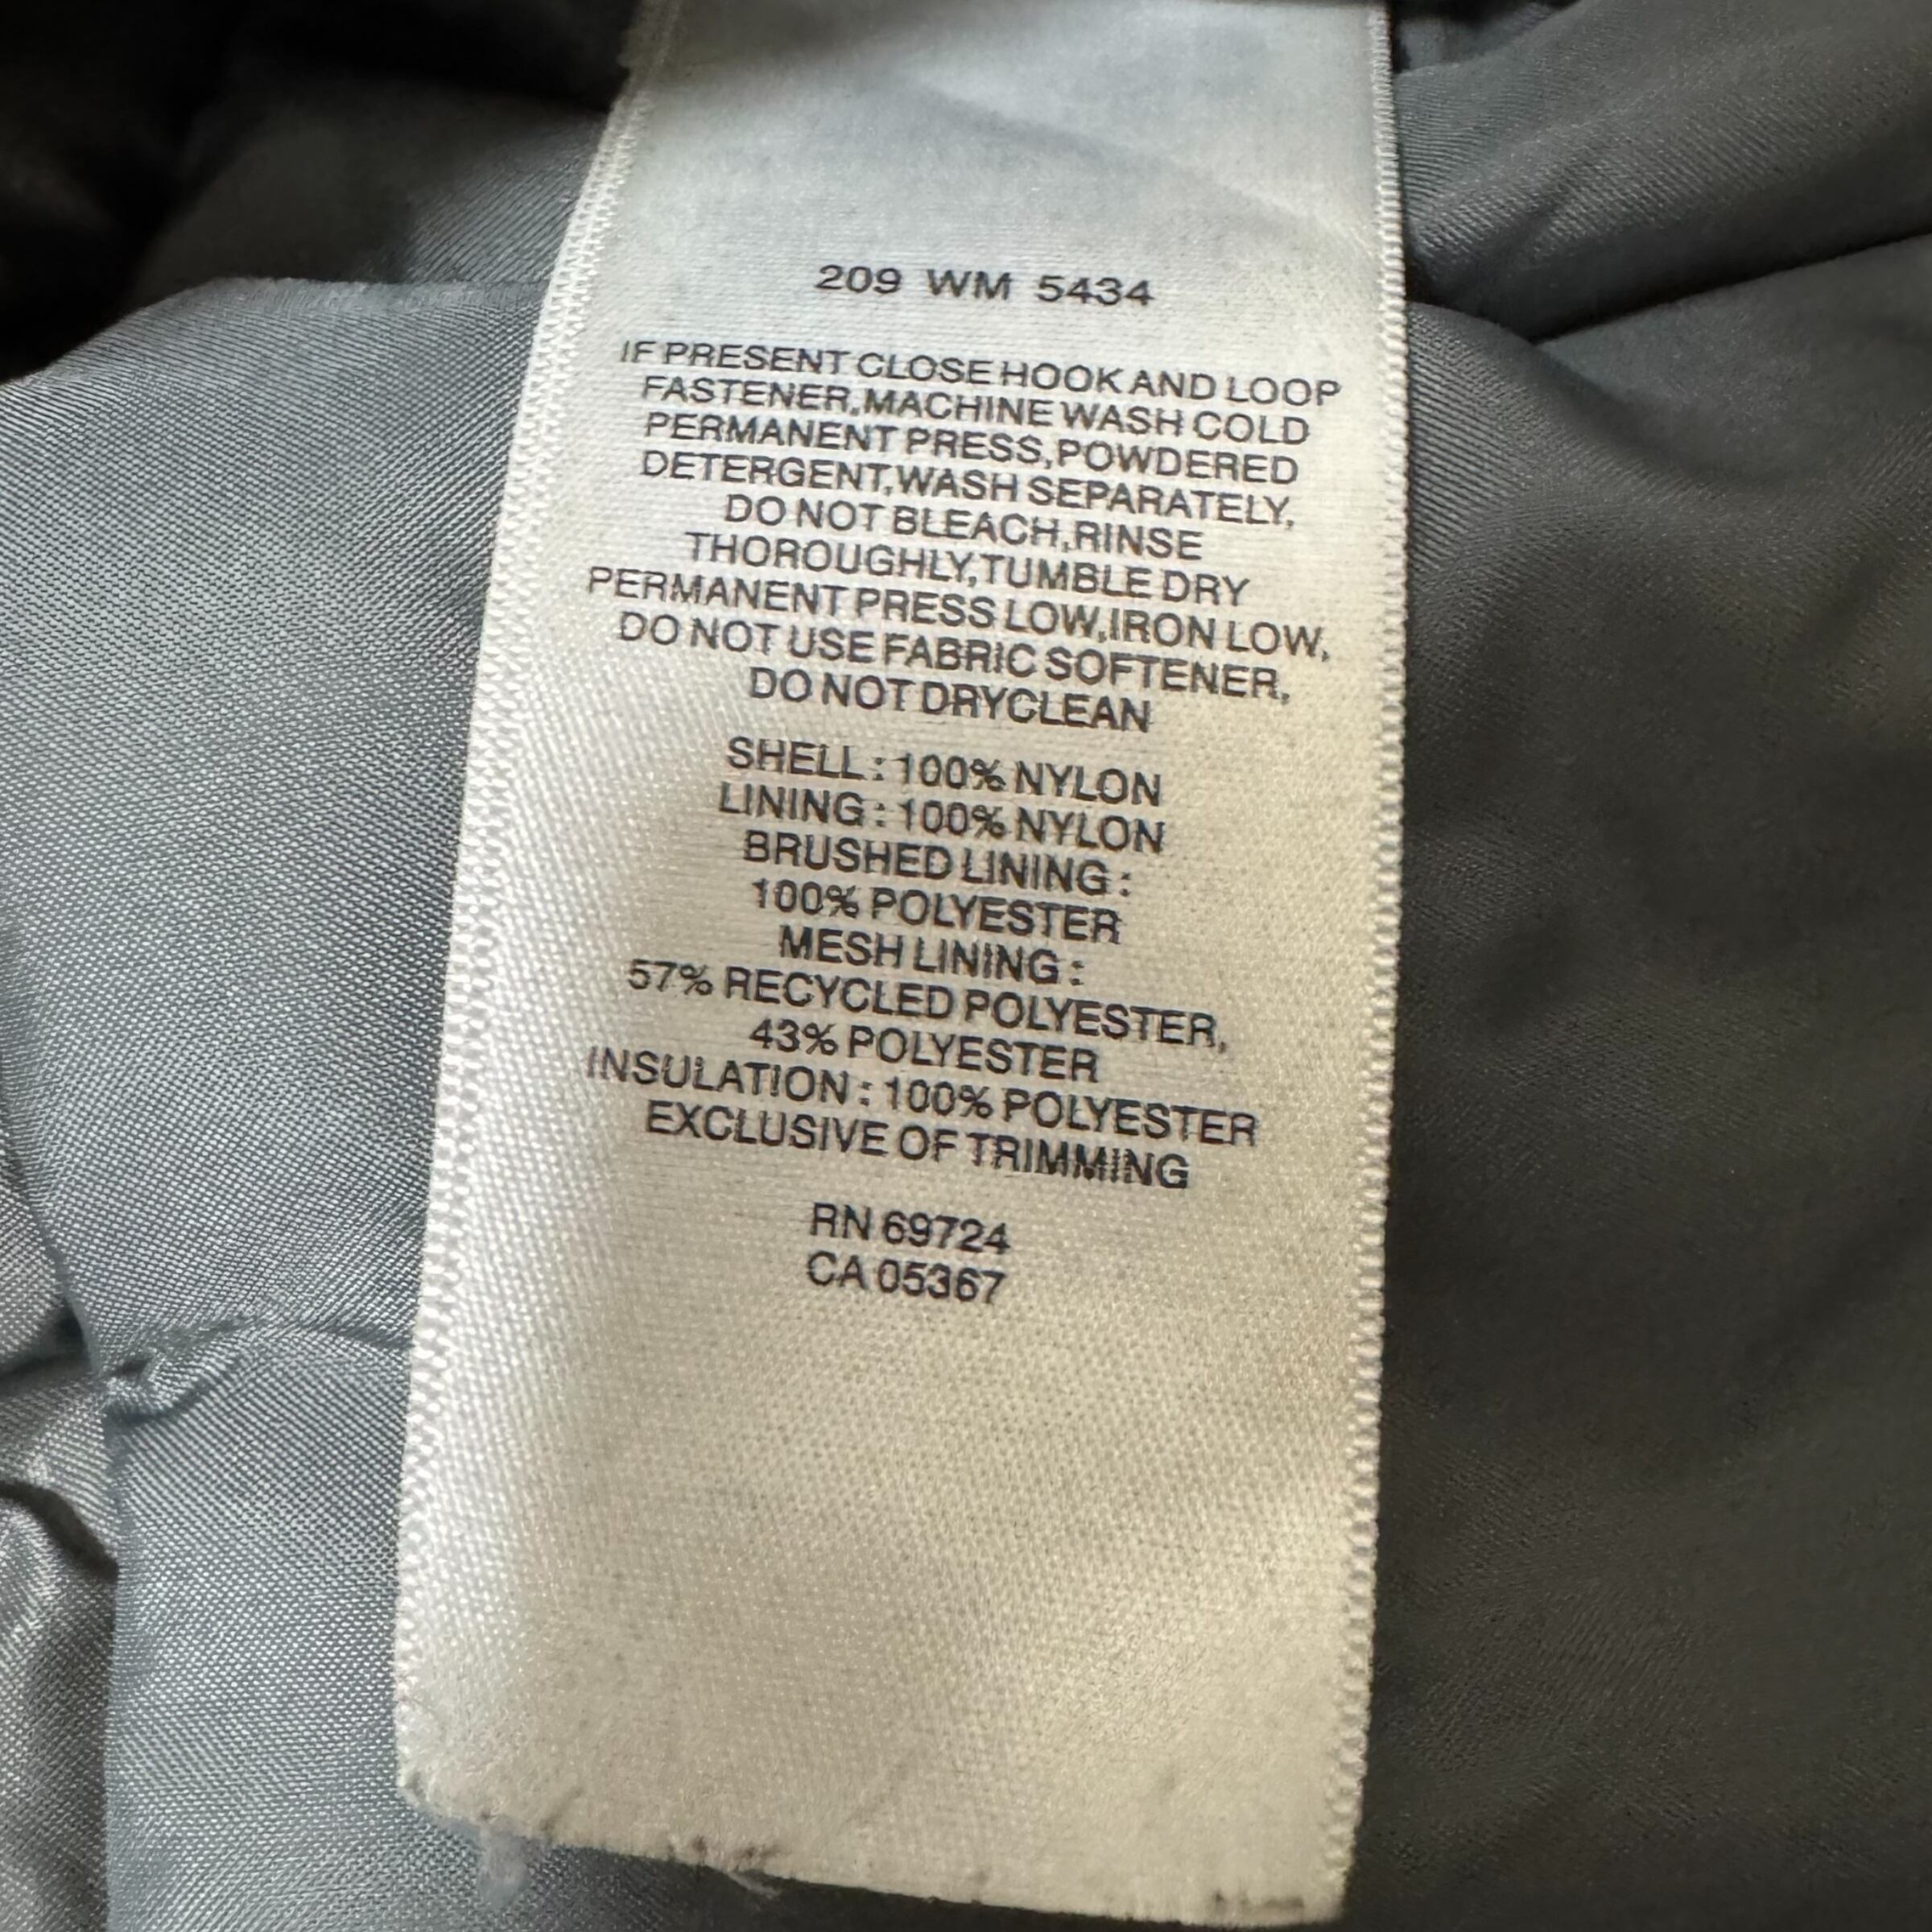 209 WM 5434
IF PRESENT CLOSE HOOK AND LOOP
FASTENER,MACHINE WASH COLD
PERMANENT PRESS,POWDERED
DETERGENT,WASH SEPARATELY,
DO NOT BLEACH,RINSE
THOROUGHLY,TUMBLE DRY
PERMANENT PRESS LOW,IRON LOW,
DO NOT USE FABRIC SOFTENER,
DO NOT DRYCLEAN
SHELL : 100% NYLON
LINING : 100% NYLON
BRUSHED LINING :
100% POLYESTER
MESH LINING :
57% RECYCLED POLYESTER,
43% POLYESTER
INSULATION : 100% POLYESTER
EXCLUSIVE OF TRIMMING
RN 69724
CA 05367